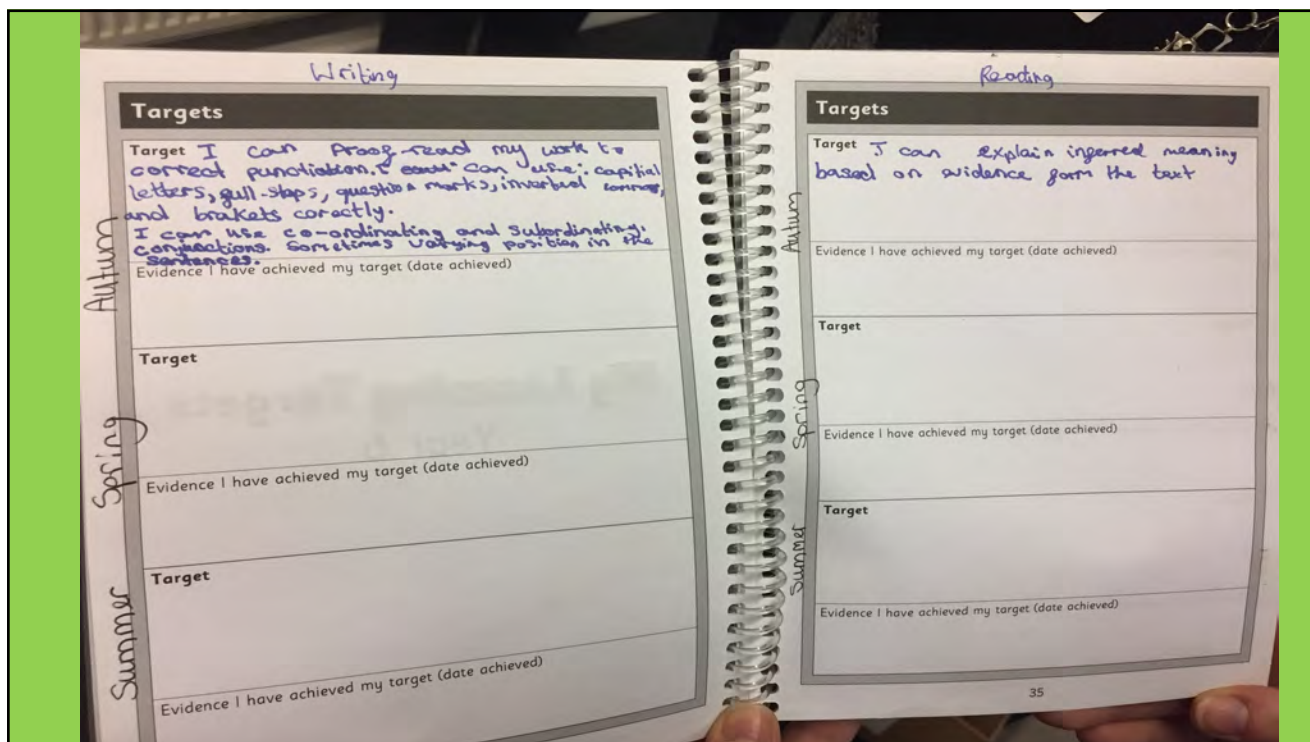 Writing
Targets
Target I can Proof-read my work to
correct punctiation. I can use: capitial
letters, full-stops, question marks, invertud commas,
and brakets corectly.
I can use co-ordinating and subordinating.
conjnections. Sometimes varying position in the
sentences.
Autum
Evidence I have achieved my target (date achieved)
Target
Spring
Evidence I have achieved my target (date achieved)
Target
Summer
Evidence I have achieved my target (date achieved)
Reading
Targets
Target I can explain inferred meaning
based on evidence form the text
Autum
Evidence I have achieved my target (date achieved)
Target
Spring
Evidence I have achieved my target (date achieved)
Target
Summer
Evidence I have achieved my target (date achieved)
35